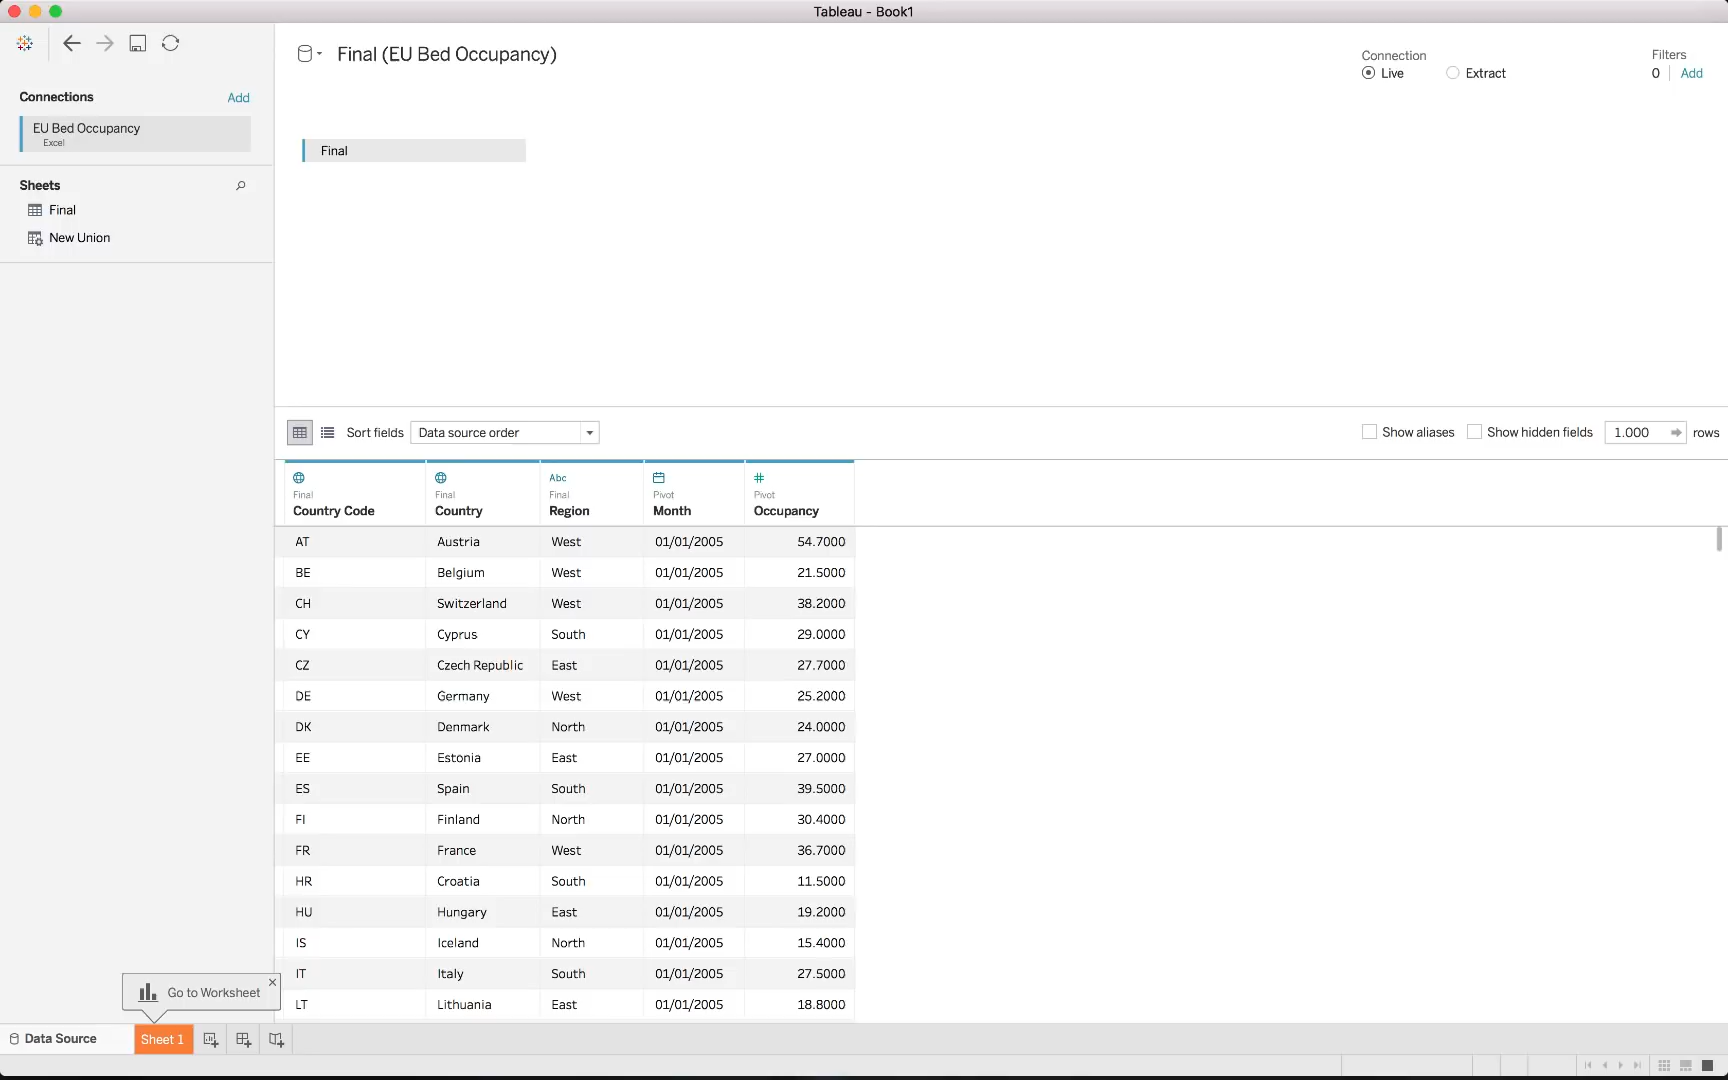 Tableau - Book1
Connections Add
EU Bed Occupancy
Excel
Sheets
Final
New Union
Final (EU Bed Occupancy)
Connection
Live Extract
Filters
0 Add
Final
Sort fields Data source order Show aliases Show hidden fields 1.000 rows
Abc #
Final Final Final Pivot Pivot
Country Code Country Region Month Occupancy
AT Austria West 01/01/2005 54.7000
BE Belgium West 01/01/2005 21.5000
CH Switzerland West 01/01/2005 38.2000
CY Cyprus South 01/01/2005 29.0000
CZ Czech Republic East 01/01/2005 27.7000
DE Germany West 01/01/2005 25.2000
DK Denmark North 01/01/2005 24.0000
EE Estonia East 01/01/2005 27.0000
ES Spain South 01/01/2005 39.5000
FI Finland North 01/01/2005 30.4000
FR France West 01/01/2005 36.7000
HR Croatia South 01/01/2005 11.5000
HU Hungary East 01/01/2005 19.2000
IS Iceland North 01/01/2005 15.4000
IT Italy South 01/01/2005 27.5000
LT Lithuania East 01/01/2005 18.8000
Go to Worksheet
Data Source Sheet 1